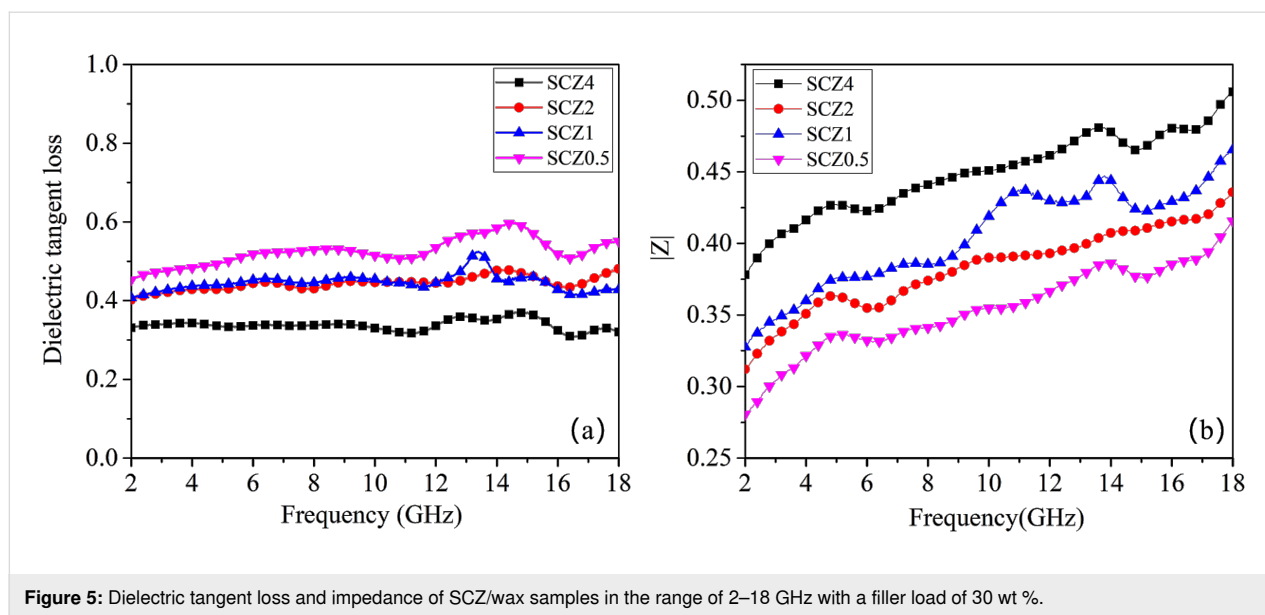 1.0
0.8
0.6
0.4
0.2
0.0
Dielectric tangent loss
SCZ4
SCZ2
SCZ1
SCZ0.5
(a)
2 4 6 8 10 12 14 16 18
Frequency (GHz)
0.50
0.45
0.40
0.35
0.30
0.25
|Z|
SCZ4
SCZ2
SCZ1
SCZ0.5
(b)
2 4 6 8 10 12 14 16 18
Frequency(GHz)
Figure 5: Dielectric tangent loss and impedance of SCZ/wax samples in the range of 2–18 GHz with a filler load of 30 wt %.